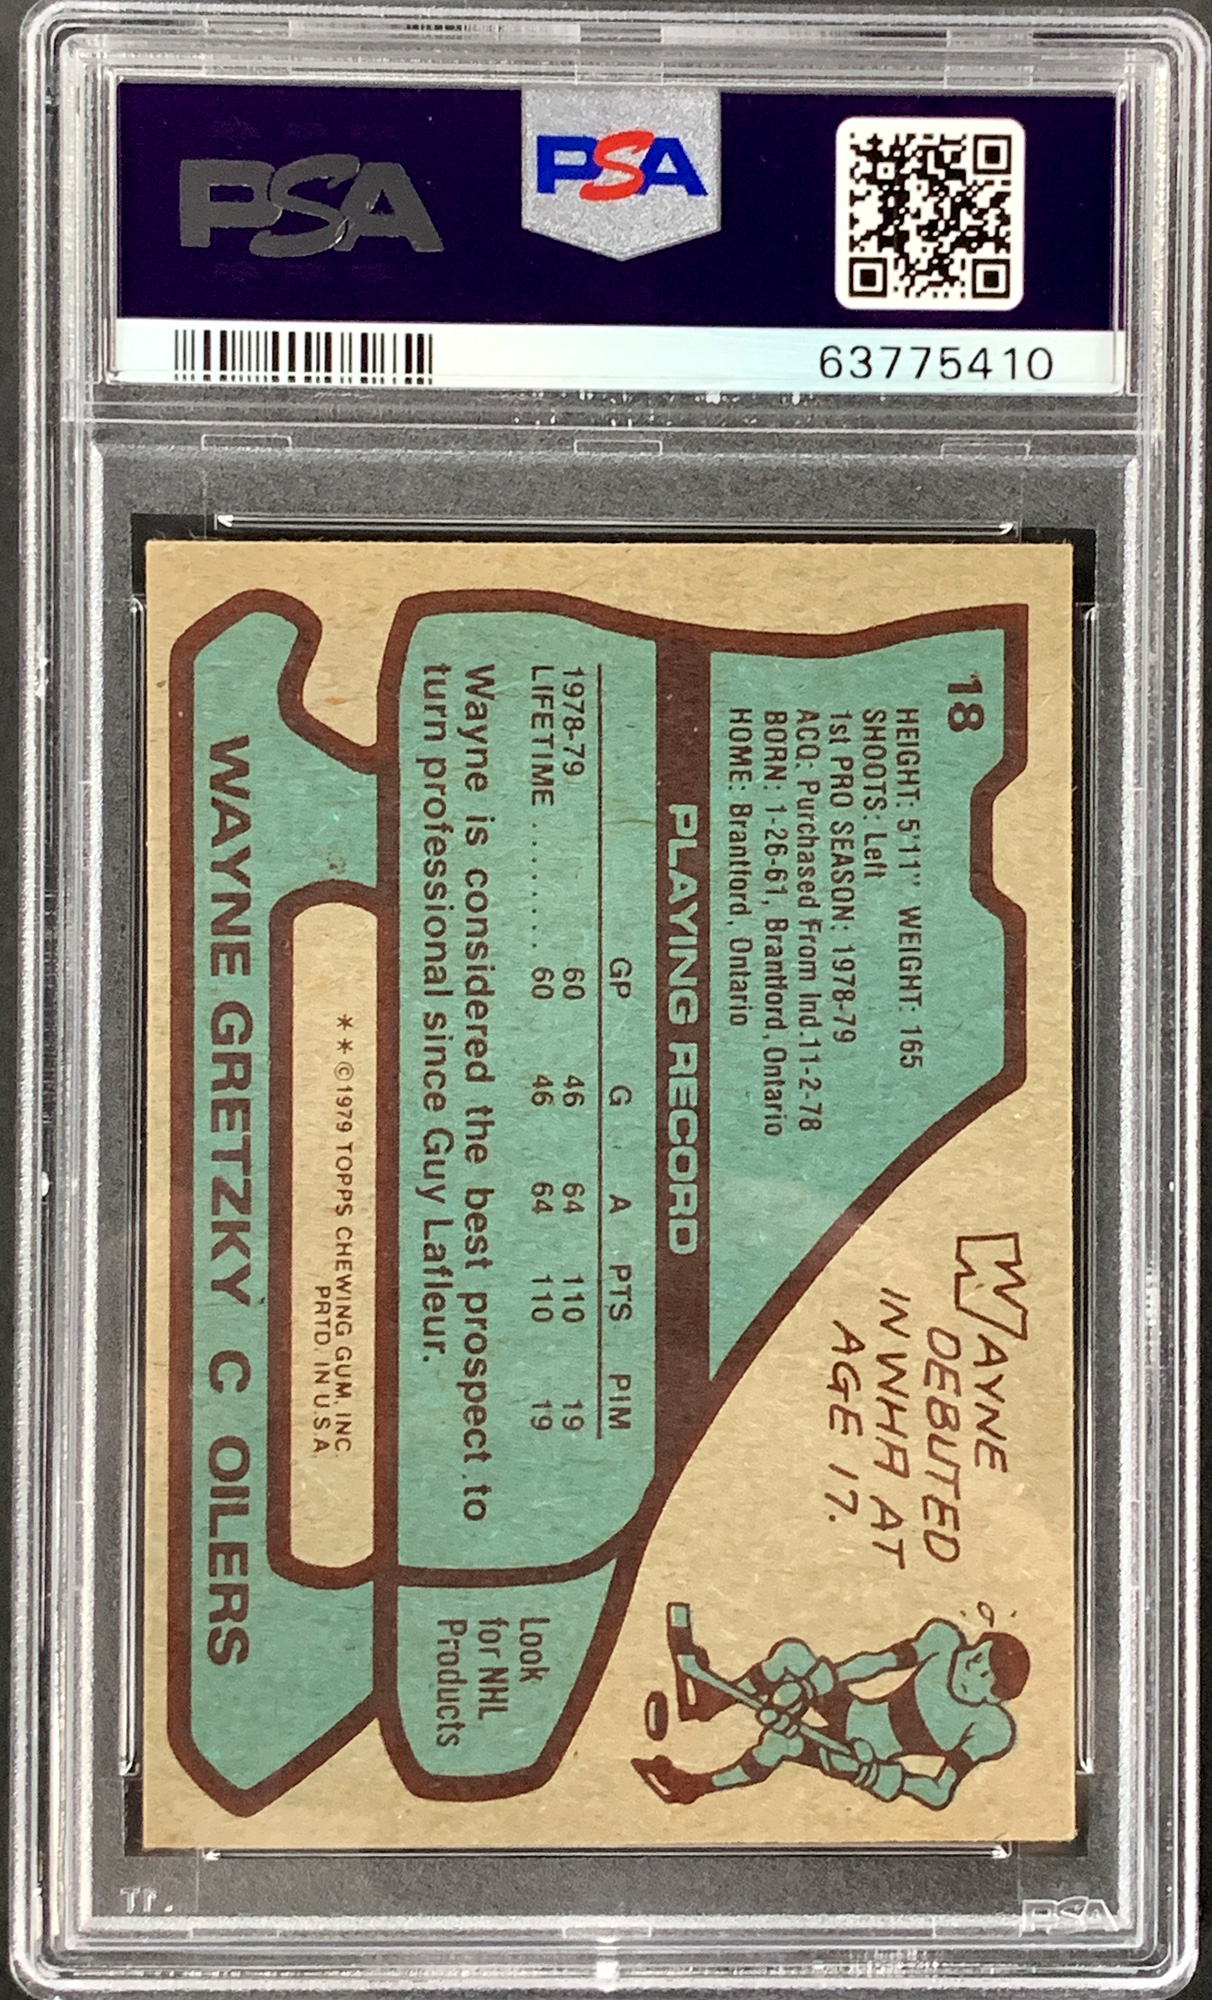 PSA
PSA
63775410
18
HEIGHT: 5'11" WEIGHT: 165
SHOOTS: Left
1st PRO SEASON: 1978-79
ACQ: Purchased From Ind. 11-2-78
BORN: 1-26-61, Brantford, Ontario
HOME: Brantford, Ontario
WAYNE
DEBUTED
IN WHA AT
AGE 17.
PLAYING RECORD
GP G A PTS PIM
1978-79 60 46 64 110 19
LIFETIME ......... 60 46 64 110 19
Wayne is considered the best prospect to
turn professional since Guy Lafleur.
Look
for NHL
Products
**©1979 TOPPS CHEWING GUM, INC.
PRTD. IN U.S.A.
WAYNE GRETZKY C OILERS
PSA